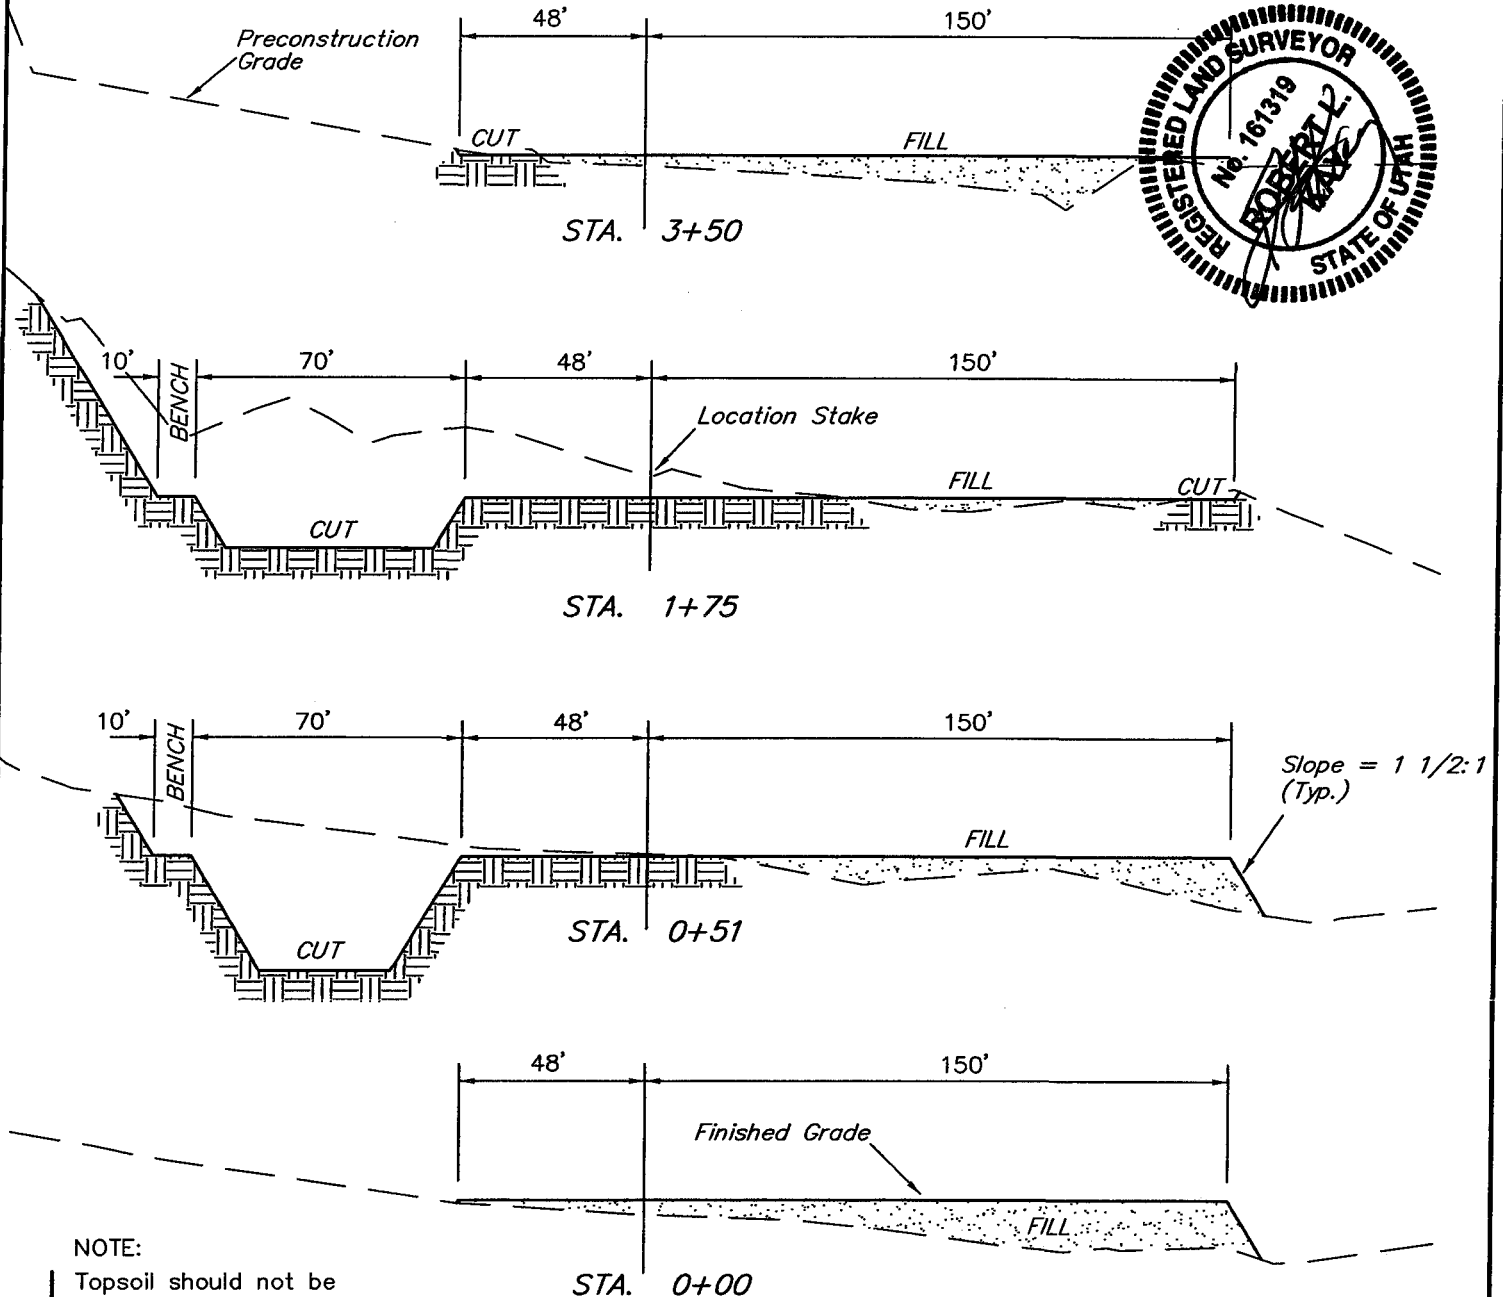 48' 150'
Preconstruction
Grade
CUT FILL
STA. 3+50
REGISTERED LAND SURVEYOR
No. 161319
ROBERT L.
KAY
STATE OF UTAH
10' BENCH 70' 48' 150'
Location Stake
FILL CUT
CUT
STA. 1+75
10' BENCH 70' 48' 150'
Slope = 1 1/2:1
(Typ.)
FILL
STA. 0+51
CUT
48' 150'
Finished Grade
FILL
NOTE:
Topsoil should not be
STA. 0+00